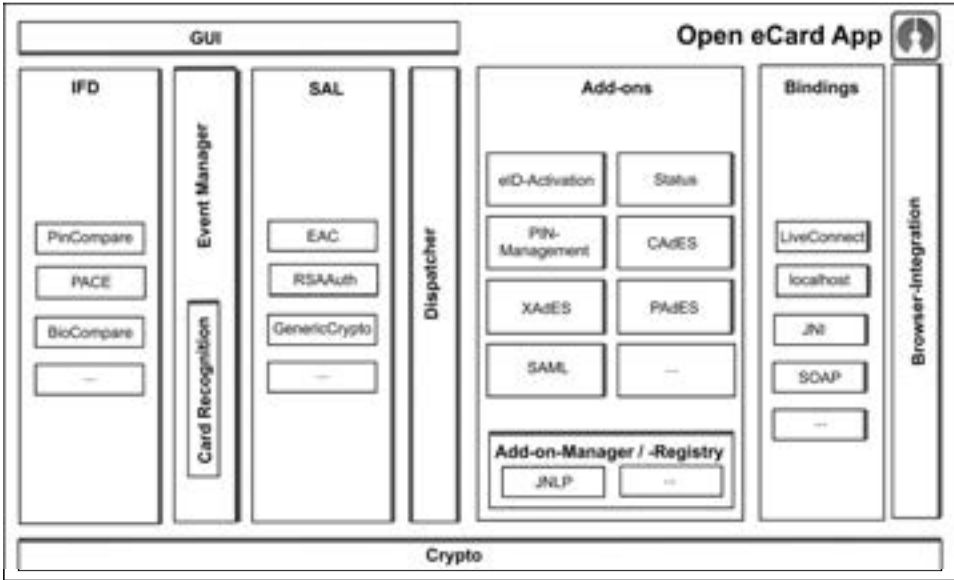 GUI
Open eCard App
IFD
PinCompare
PACE
BioCompare
...
Event Manager
Card Recognition
SAL
EAC
RSAAuth
GenericCrypto
...
Dispatcher
Add-ons
eID-Activation
Status
PIN-
Management
CAdES
XAdES
PAdES
SAML
...
Add-on-Manager / -Registry
JNLP
...
Bindings
LiveConnect
localhost
JNI
SOAP
...
Browser-Integration
Crypto